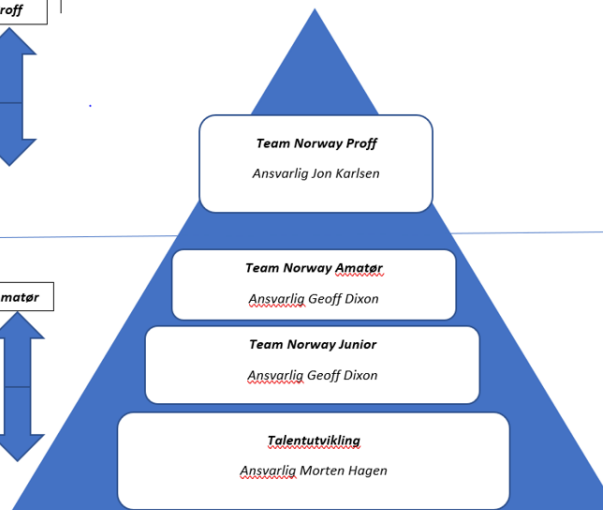 roff
Team Norway Proff
Ansvarlig Jon Karlsen
Team Norway Amatør
matør
Ansvarlig Geoff Dixon
Team Norway Junior
Ansvarlig Geoff Dixon
Talentutvikling
Ansvarlig Morten Hagen